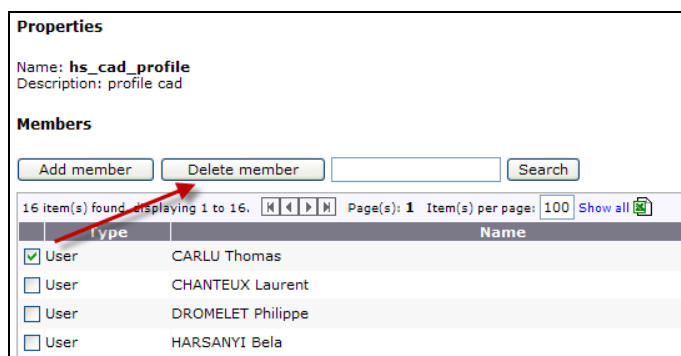 Properties
Name: hs_cad_profile
Description: profile cad
Members
Add member Delete member Search
16 item(s) found, displaying 1 to 16. Page(s): 1 Item(s) per page: 100 Show all
Type Name
User CARLU Thomas
User CHANTEUX Laurent
User DROMELET Philippe
User HARSANYI Bela